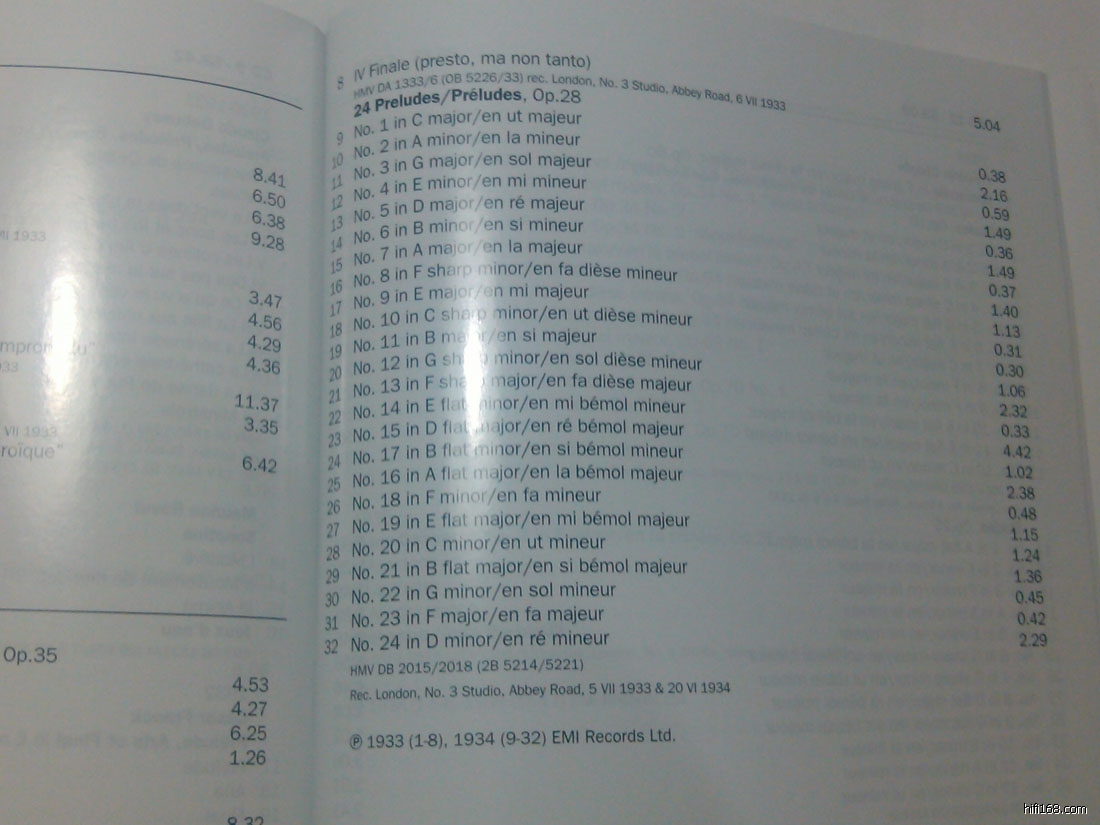 8.41
6.50
6.38
9.28
1933
3.47
4.56
4.29
4.36
11.37
3.35
VII 1933
roïque"
6.42
Op.35
4.53
4.27
6.25
1.26
8.32
8 IV Finale (presto, ma non tanto) 5.04
HMV DA 1333/6 (OB 5226/33) rec. London, No. 3 Studio, Abbey Road, 6 VII 1933
24 Preludes/Préludes, Op.28
9 No. 1 in C major/en ut majeur 0.38
10 No. 2 in A minor/en la mineur 2.16
11 No. 3 in G major/en sol majeur 0.59
12 No. 4 in E minor/en mi mineur 1.49
13 No. 5 in D major/en ré majeur 0.36
14 No. 6 in B minor/en si mineur 1.49
15 No. 7 in A major/en la majeur 0.37
16 No. 8 in F sharp minor/en fa dièse mineur 1.40
17 No. 9 in E major/en mi majeur 1.13
18 No. 10 in C sharp minor/en ut dièse mineur 0.31
19 No. 11 in B major/en si majeur 0.30
20 No. 12 in G sharp minor/en sol dièse mineur 1.06
21 No. 13 in F sharp major/en fa dièse majeur 2.32
22 No. 14 in E flat minor/en mi bémol mineur 0.33
23 No. 15 in D flat major/en ré bémol majeur 4.42
24 No. 17 in B flat minor/en si bémol mineur 1.02
25 No. 16 in A flat major/en la bémol majeur 2.38
26 No. 18 in F minor/en fa mineur 0.48
27 No. 19 in E flat major/en mi bémol majeur 1.15
28 No. 20 in C minor/en ut mineur 1.24
29 No. 21 in B flat major/en si bémol majeur 1.36
30 No. 22 in G minor/en sol mineur 0.45
31 No. 23 in F major/en fa majeur 0.42
32 No. 24 in D minor/en ré mineur 2.29
HMV DB 2015/2018 (2B 5214/5221)
Rec. London, No. 3 Studio, Abbey Road, 5 VII 1933 & 20 VI 1934
℗ 1933 (1-8), 1934 (9-32) EMI Records Ltd.
hifi168.com